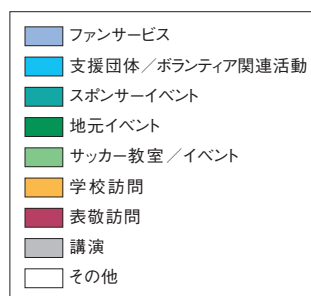 ファンサービス
支援団体／ボランティア関連活動
スポンサーイベント
地元イベント
サッカー教室／イベント
学校訪問
表敬訪問
講演
その他